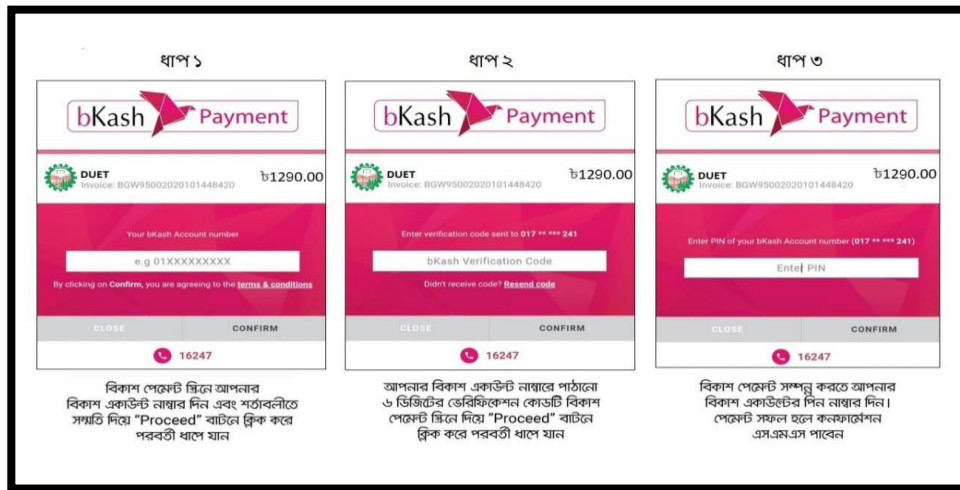 ধাপ ১
bKash Payment
DUET
Invoice: BGW95002020101448420
৳1290.00
Your bKash Account number
e.g 01XXXXXXXXX
By clicking on Confirm, you are agreeing to the terms & conditions
CLOSE CONFIRM
16247
বিকাশ পেমেন্ট স্ক্রিনে আপনার
বিকাশ একাউন্ট নাম্বার দিন এবং শর্তাবলীতে
সম্মতি দিয়ে “Proceed” বাটনে ক্লিক করে
পরবর্তী ধাপে যান
ধাপ ২
bKash Payment
DUET
Invoice: BGW95002020101448420
৳1290.00
Enter verification code sent to 017 ** *** 241
bKash Verification Code
Didn't receive code? Resend code
CLOSE CONFIRM
16247
আপনার বিকাশ একাউন্ট নাম্বারে পাঠানো
৬ ডিজিটের ভেরিফিকেশন কোডটি বিকাশ
পেমেন্ট স্ক্রিনে দিয়ে “Proceed” বাটনে
ক্লিক করে পরবর্তী ধাপে যান
ধাপ ৩
bKash Payment
DUET
Invoice: BGW95002020101448420
৳1290.00
Enter PIN of your bKash Account number (017 ** *** 241)
Enter PIN
CLOSE CONFIRM
16247
বিকাশ পেমেন্ট সম্পন্ন করতে আপনার
বিকাশ একাউন্টের পিন নাম্বার দিন।
পেমেন্ট সফল হলে কনফার্মেশন
এসএমএস পাবেন